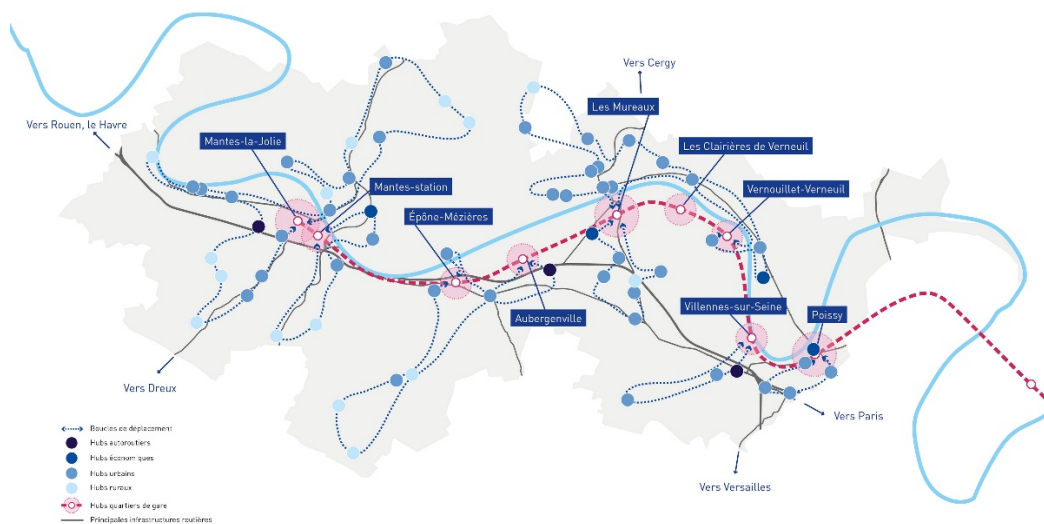 Vers Cergy
Les Mureaux
Vers Rouen, le Havre
Mantes-la-Jolie
Les Clairières de Verneuil
Mantes-station
Vernouillet-Verneuil
Épône-Mézières
Villennes-sur-Seine
Poissy
Aubergenville
Vers Dreux
Vers Paris
Vers Versailles
Boucles de déplacement
Hubs autoroutiers
Hubs économiques
Hubs urbains
Hubs ruraux
Hubs quartiers de gare
Principales infrastructures routières